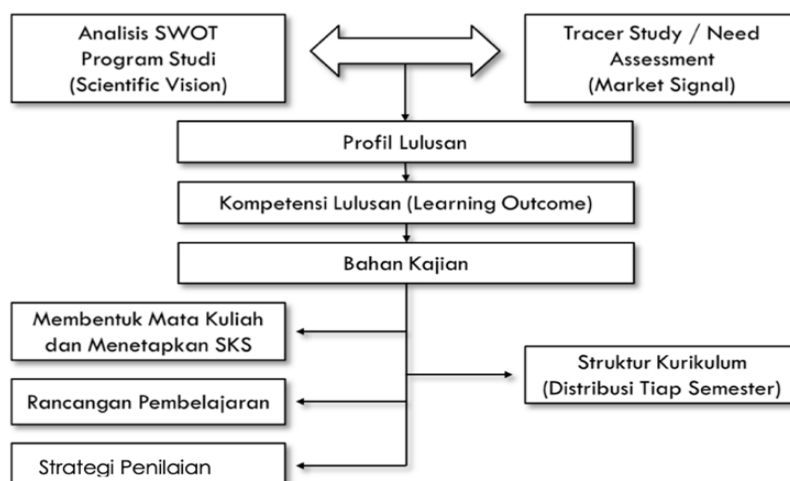 Analisis SWOT
Program Studi
(Scientific Vision)
Tracer Study / Need
Assessment
(Market Signal)
Profil Lulusan
Kompetensi Lulusan (Learning Outcome)
Bahan Kajian
Membentuk Mata Kuliah
dan Menetapkan SKS
Struktur Kurikulum
(Distribusi Tiap Semester)
Rancangan Pembelajaran
Strategi Penilaian